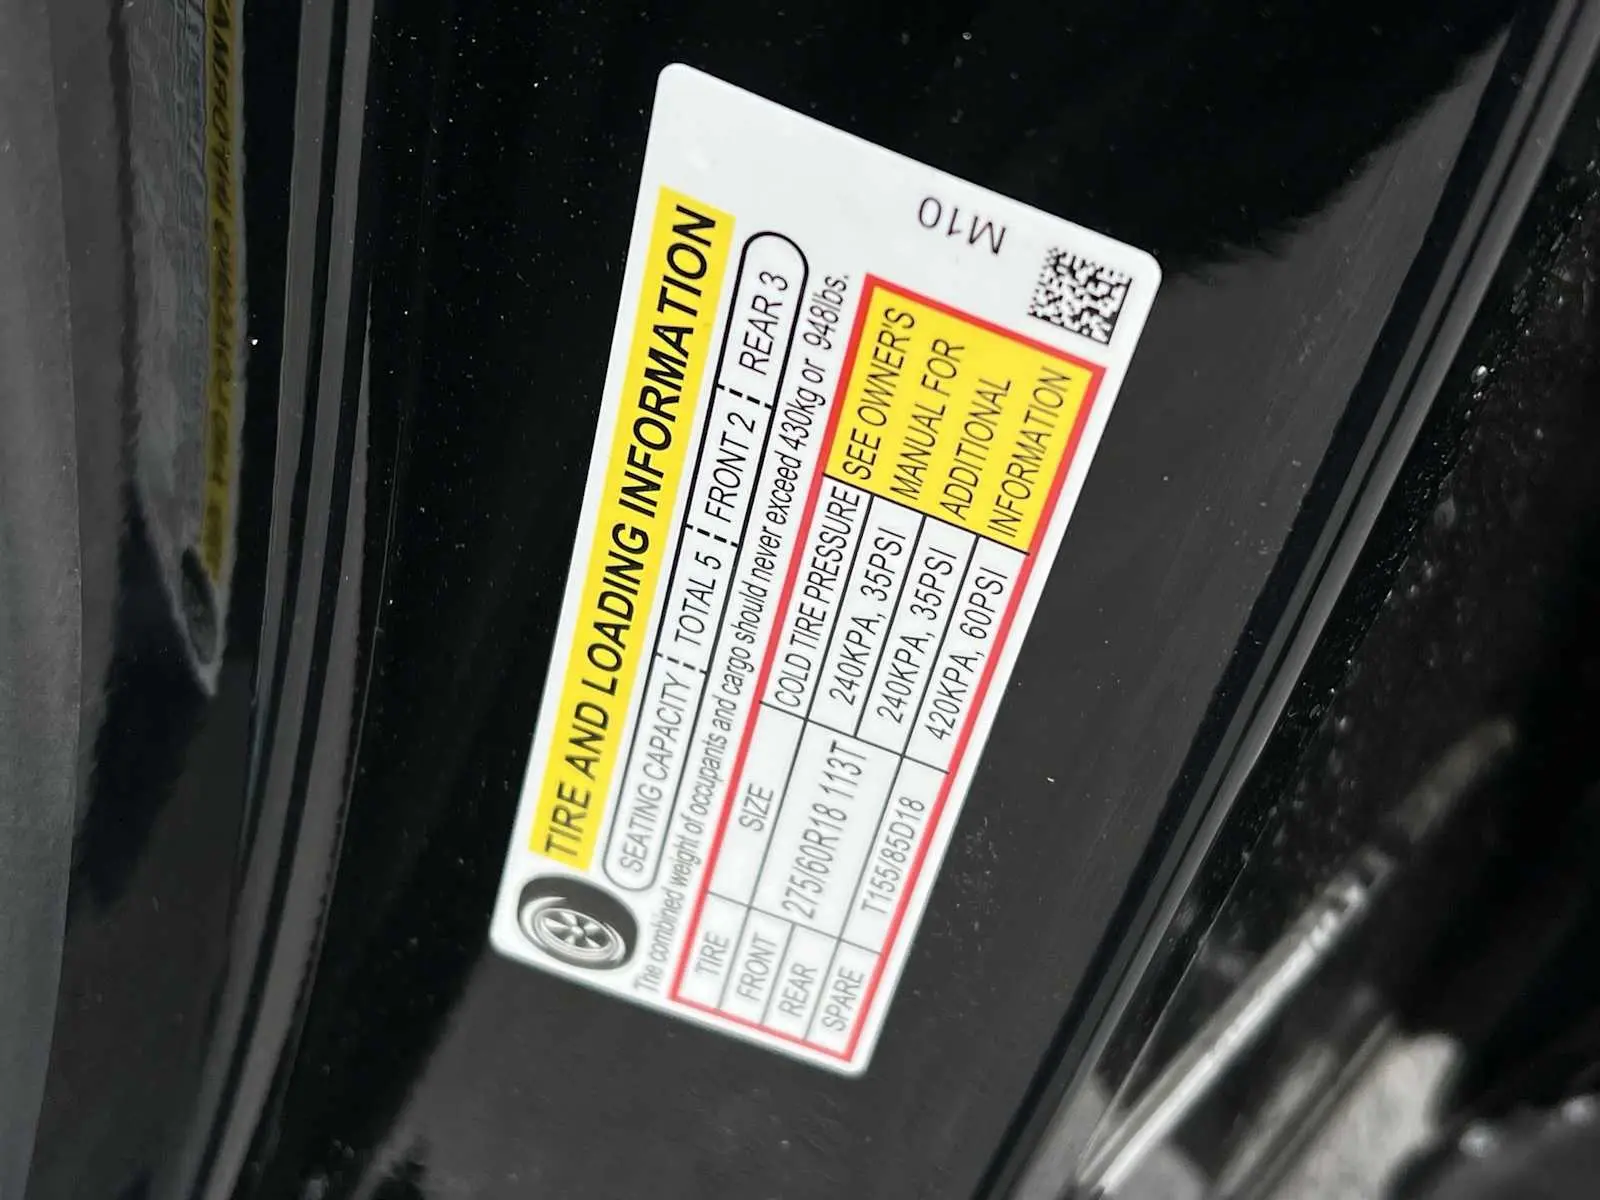 TIRE AND LOADING INFORMATION
SEATING CAPACITY TOTAL 5 FRONT 2 REAR 3
The combined weight of occupants and cargo should never exceed 430kg or 948lbs.
TIRE SIZE COLD TIRE PRESSURE
FRONT 275/60R18 113T 240KPA, 35PSI
REAR 240KPA, 35PSI
SPARE T155/85D18 420KPA, 60PSI
SEE OWNER'S
MANUAL FOR
ADDITIONAL
INFORMATION
M10